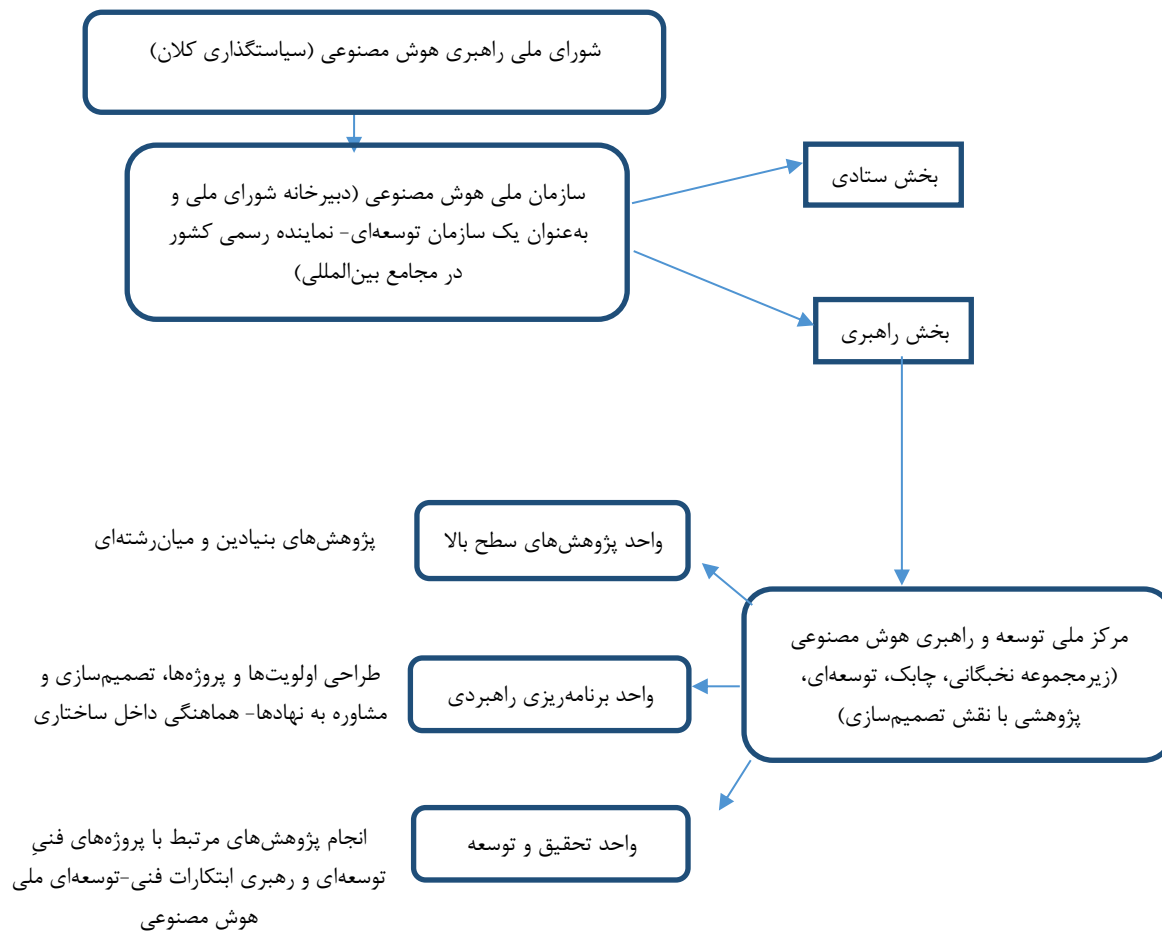 شورای ملی راهبری هوش مصنوعی (سیاستگذاری کلان)
سازمان ملی هوش مصنوعی (دبیرخانه شورای ملی و
به‌عنوان یک سازمان توسعه‌ای- نماینده رسمی کشور
در مجامع بین‌المللی)
بخش ستادی
بخش راهبری
مرکز ملی توسعه و راهبری هوش مصنوعی
(زیرمجموعه نخبگانی، چابک، توسعه‌ای،
پژوهشی با نقش تصمیم‌سازی)
واحد پژوهش‌های سطح بالا
پژوهش‌های بنیادین و میان‌رشته‌ای
واحد برنامه‌ریزی راهبردی
طراحی اولویت‌ها و پروژه‌ها، تصمیم‌سازی و
مشاوره به نهادها- هماهنگی داخل ساختاری
واحد تحقیق و توسعه
انجام پژوهش‌های مرتبط با پروژه‌های فنیِ
توسعه‌ای و رهبری ابتکارات فنی-توسعه‌ای ملی
هوش مصنوعی